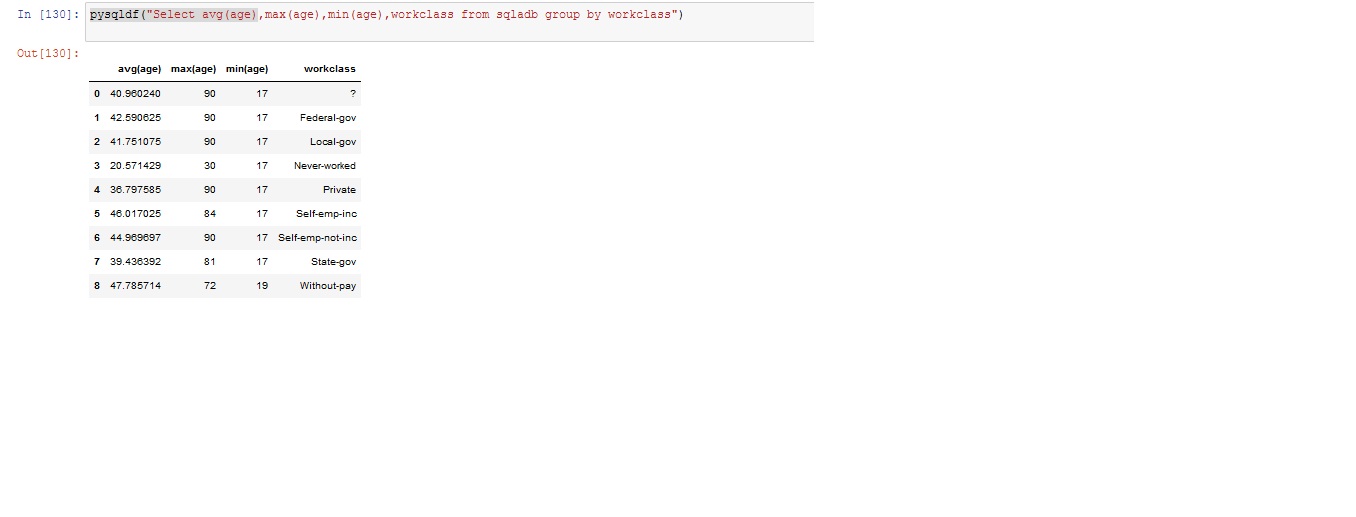 In [130]: pysqldf("Select avg(age),max(age),min(age),workclass from sqladb group by workclass")
Out[130]:
avg(age) max(age) min(age) workclass
0 40.960240 90 17 ?
1 42.590625 90 17 Federal-gov
2 41.751075 90 17 Local-gov
3 20.571429 30 17 Never-worked
4 36.797585 90 17 Private
5 46.017025 84 17 Self-emp-inc
6 44.969697 90 17 Self-emp-not-inc
7 39.436392 81 17 State-gov
8 47.785714 72 19 Without-pay